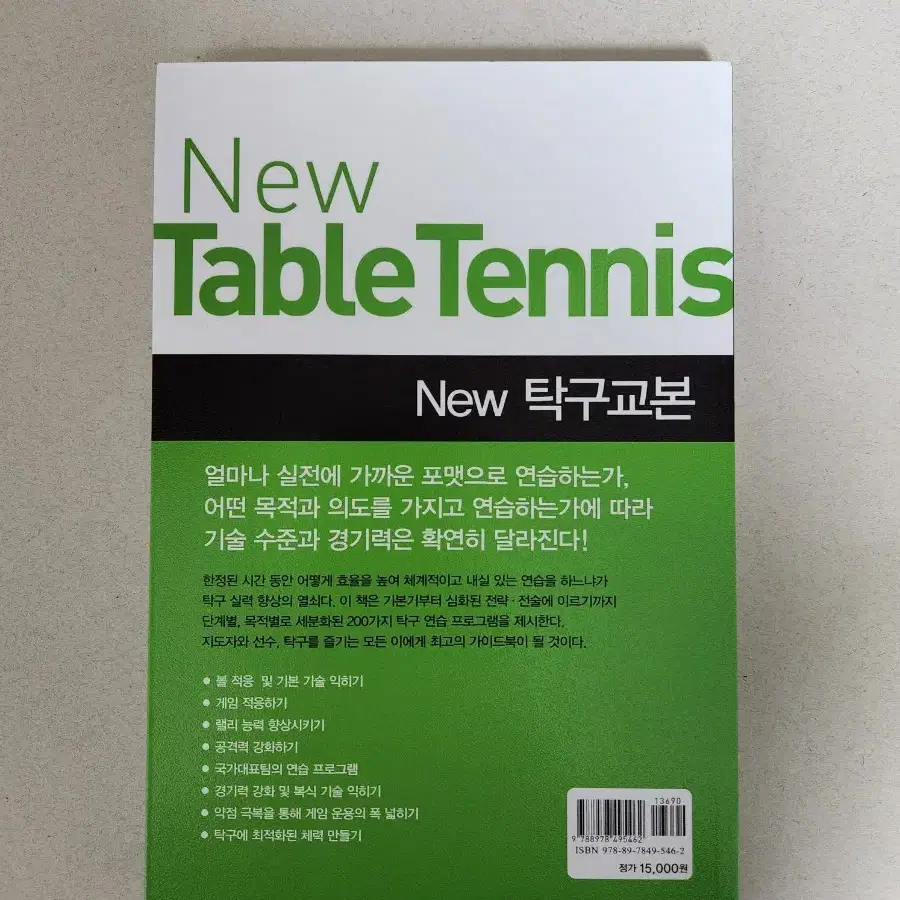 New
Table Tennis
New 탁구교본
얼마나 실전에 가까운 포맷으로 연습하는가,
어떤 목적과 의도를 가지고 연습하는가에 따라
기술 수준과 경기력은 확연히 달라진다!
한정된 시간 동안 어떻게 효율을 높여 체계적이고 내실 있는 연습을 하느냐가
탁구 실력 향상의 열쇠다. 이 책은 기본기부터 심화된 전략·전술에 이르기까지
단계별, 목적별로 세분화된 200가지 탁구 연습 프로그램을 제시한다.
지도자와 선수, 탁구를 즐기는 모든 이에게 최고의 가이드북이 될 것이다.
• 볼 적응 및 기본 기술 익히기
• 게임 적응하기
• 랠리 능력 향상시키기
• 공격력 강화하기
• 국가대표팀의 연습 프로그램
• 경기력 강화 및 복식 기술 익히기
• 약점 극복을 통해 게임 운용의 폭 넓히기
• 탁구에 최적화된 체력 만들기
13690
9 788978 495462
ISBN 978-89-7849-546-2
정가 15,000원